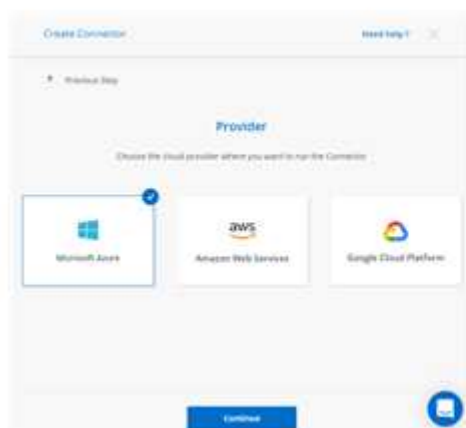 Create Connector
Need help?
Previous Step
Provider
Choose the cloud provider where you want to run the Connector
aws
Microsoft Azure
Amazon Web Services
Google Cloud Platform
Continue